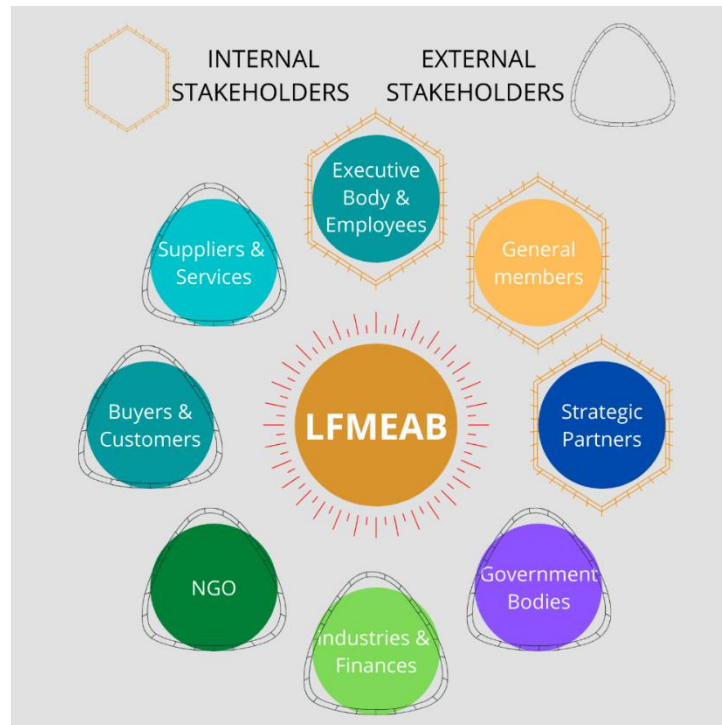 INTERNAL
STAKEHOLDERS
EXTERNAL
STAKEHOLDERS
Executive
Body &
Employees
Suppliers &
Services
General
members
Buyers &
Customers
LFMEAB
Strategic
Partners
NGO
Government
Bodies
industries &
Finances